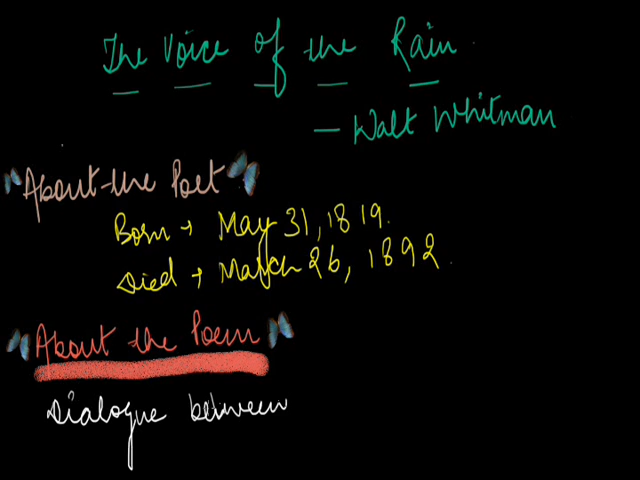 The Voice of the Rain
— Walt Whitman
About the Poet
Born → May 31, 1819.
Died → March 26, 1892.
About the Poem
Dialogue between